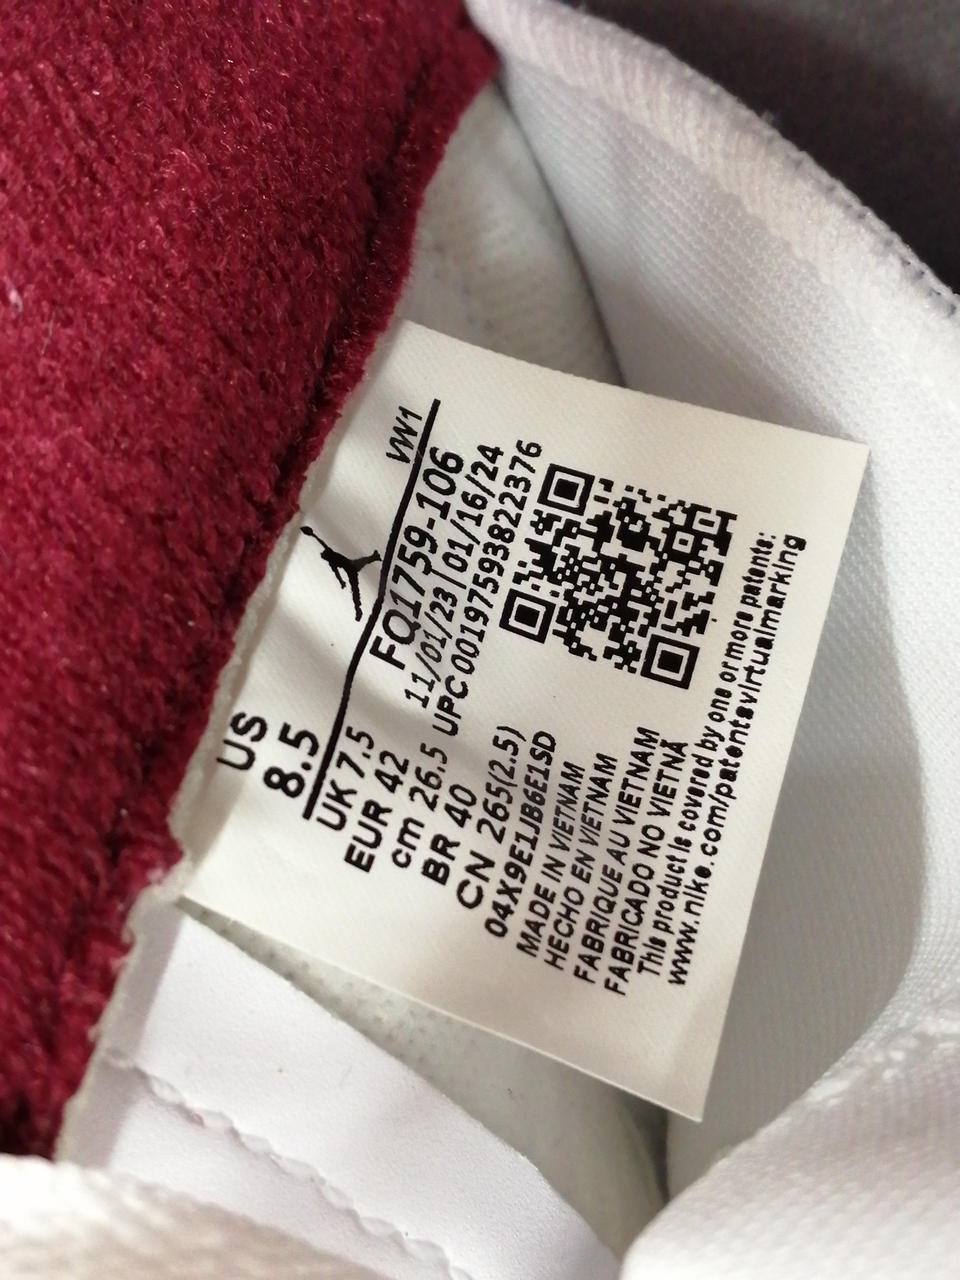 US
8.5
VN1
UK 7.5
FQ1759-106
EUR 42
11/01/23 | 01/16/24
cm 26.5
UPC 00197593822376
BR 40
CN 265(2.5)
04X9E1JB6E1SD
MADE IN VIETNAM
HECHO EN VIETNAM
FABRIQUE AU VIETNAM
FABRICADO NO VIETNÃ
This product is covered by one or more patents:
www.nike.com/patentsvirtualmarking